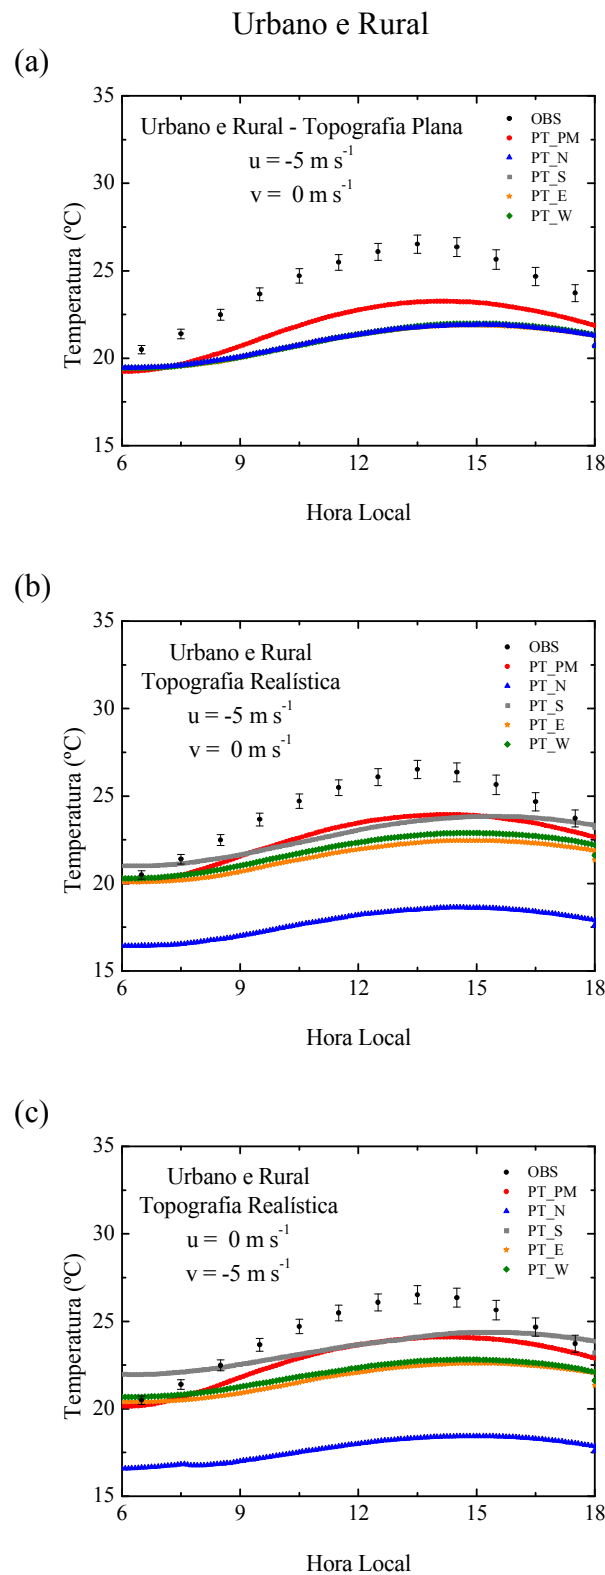 Urbano e Rural
(a)
Urbano e Rural - Topografia Plana
u = -5 m s⁻¹
v = 0 m s⁻¹
OBS
PT_PM
PT_N
PT_S
PT_E
PT_W
Temperatura (ºC)
35
30
25
20
15
6 9 12 15 18
Hora Local
(b)
Urbano e Rural
Topografia Realística
u = -5 m s⁻¹
v = 0 m s⁻¹
OBS
PT_PM
PT_N
PT_S
PT_E
PT_W
Temperatura (ºC)
35
30
25
20
15
6 9 12 15 18
Hora Local
(c)
Urbano e Rural
Topografia Realística
u = 0 m s⁻¹
v = -5 m s⁻¹
OBS
PT_PM
PT_N
PT_S
PT_E
PT_W
Temperatura (ºC)
35
30
25
20
15
6 9 12 15 18
Hora Local